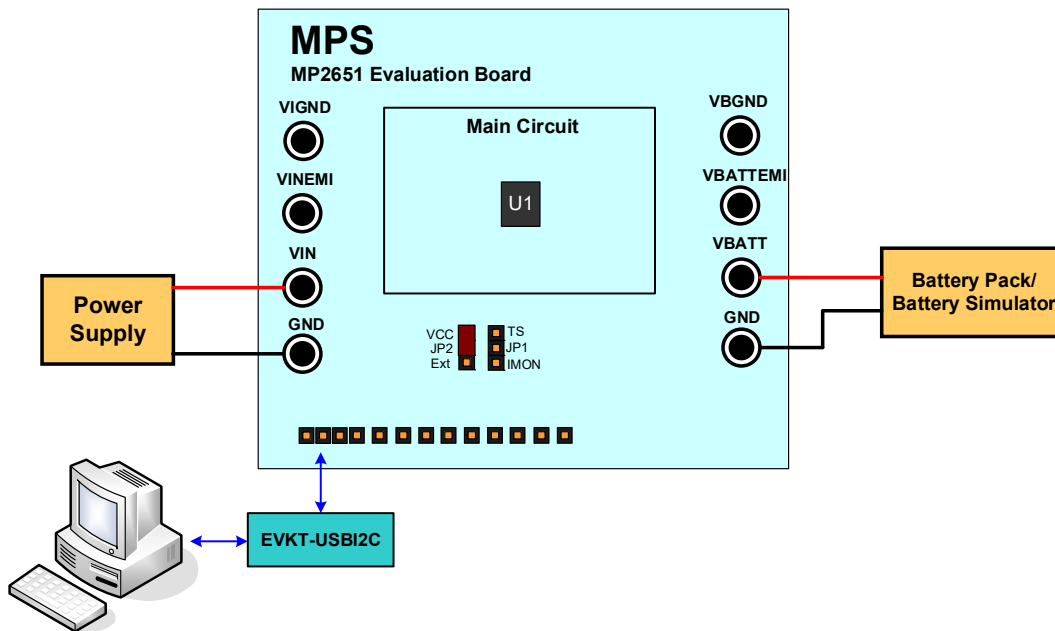 MPS
MP2651 Evaluation Board
VIGND
VBGND
Main Circuit
VINEMI
VBATTEMI
U1
VIN
VBATT
Power
Supply
Battery Pack/
Battery Simulator
GND
GND
VCC
TS
JP2
JP1
Ext
IMON
EVKT-USBI2C